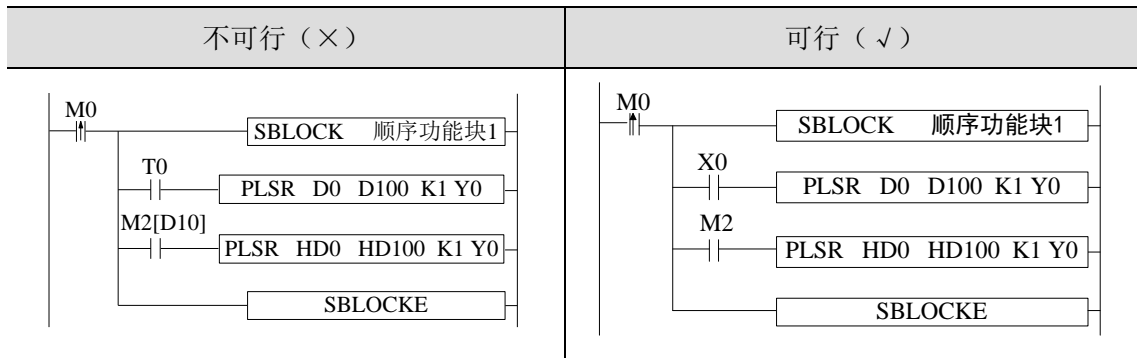 不可行（×）
可行（√）
M0
SBLOCK 顺序功能块1
T0
PLSR D0 D100 K1 Y0
M2[D10]
PLSR HD0 HD100 K1 Y0
SBLOCKE
M0
SBLOCK 顺序功能块1
X0
PLSR D0 D100 K1 Y0
M2
PLSR HD0 HD100 K1 Y0
SBLOCKE